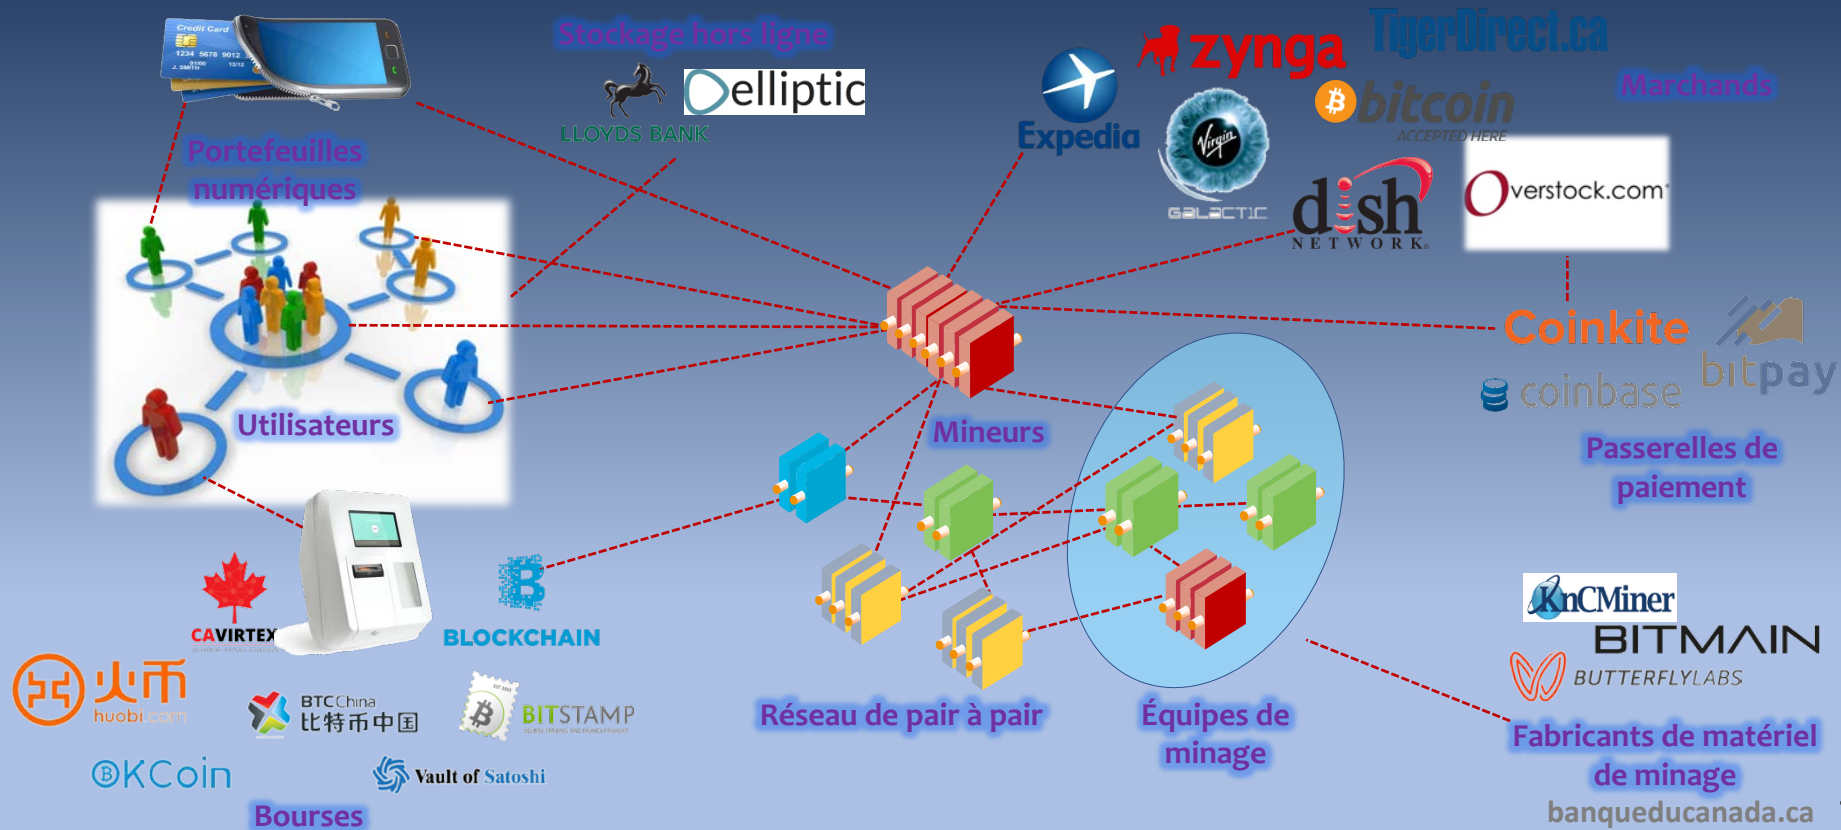 Credit Card
1234 5678 9012
J. SMITH
Stockage hors ligne
LLOYDS BANK
elliptic
Portefeuilles
numériques
Expedia
zynga
TigerDirect.ca
bitcoin
ACCEPTED HERE
Marchands
Virgin
GALACTIC
dish
NETWORK
Overstock.com
Coinkite
bitpay
coinbase
Passerelles de
paiement
Utilisateurs
Mineurs
CAVIRTEX
BLOCKCHAIN
火币
huobi.com
BTCChina
比特币中国
BITSTAMP
OKCoin
Vault of Satoshi
Bourses
Réseau de pair à pair
Équipes de
minage
KnCMiner
BITMAIN
BUTTERFLYLABS
Fabricants de matériel
de minage
banqueducanada.ca